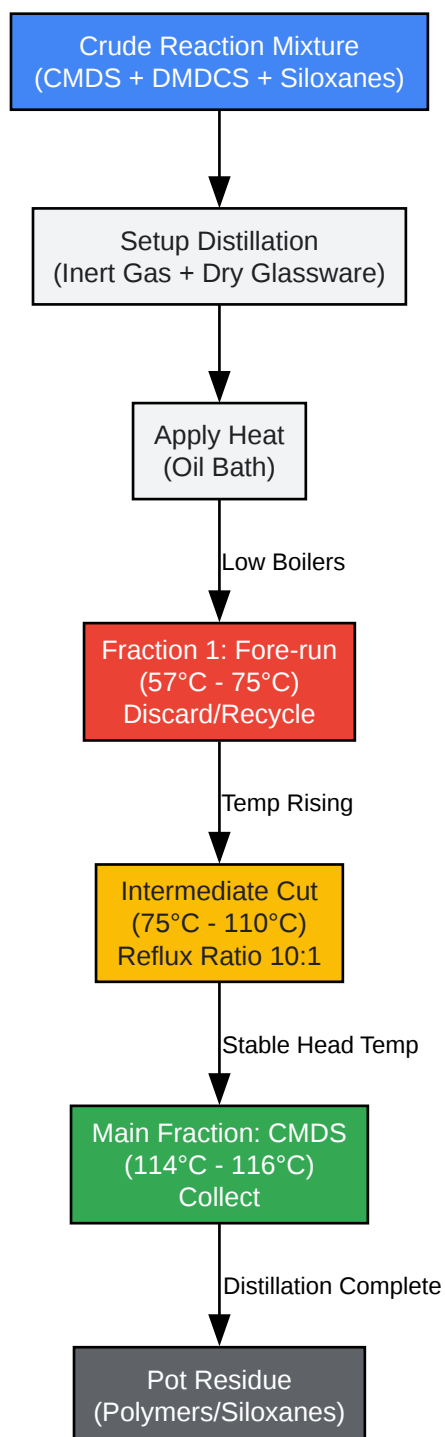 Crude Reaction Mixture
(CMDS + DMDCS + Siloxanes)
Setup Distillation
(Inert Gas + Dry Glassware)
Apply Heat
(Oil Bath)
Low Boilers
Fraction 1: Fore-run
(57°C - 75°C)
Discard/Recycle
Temp Rising
Intermediate Cut
(75°C - 110°C)
Reflux Ratio 10:1
Stable Head Temp
Main Fraction: CMDS
(114°C - 116°C)
Collect
Distillation Complete
Pot Residue
(Polymers/Siloxanes)